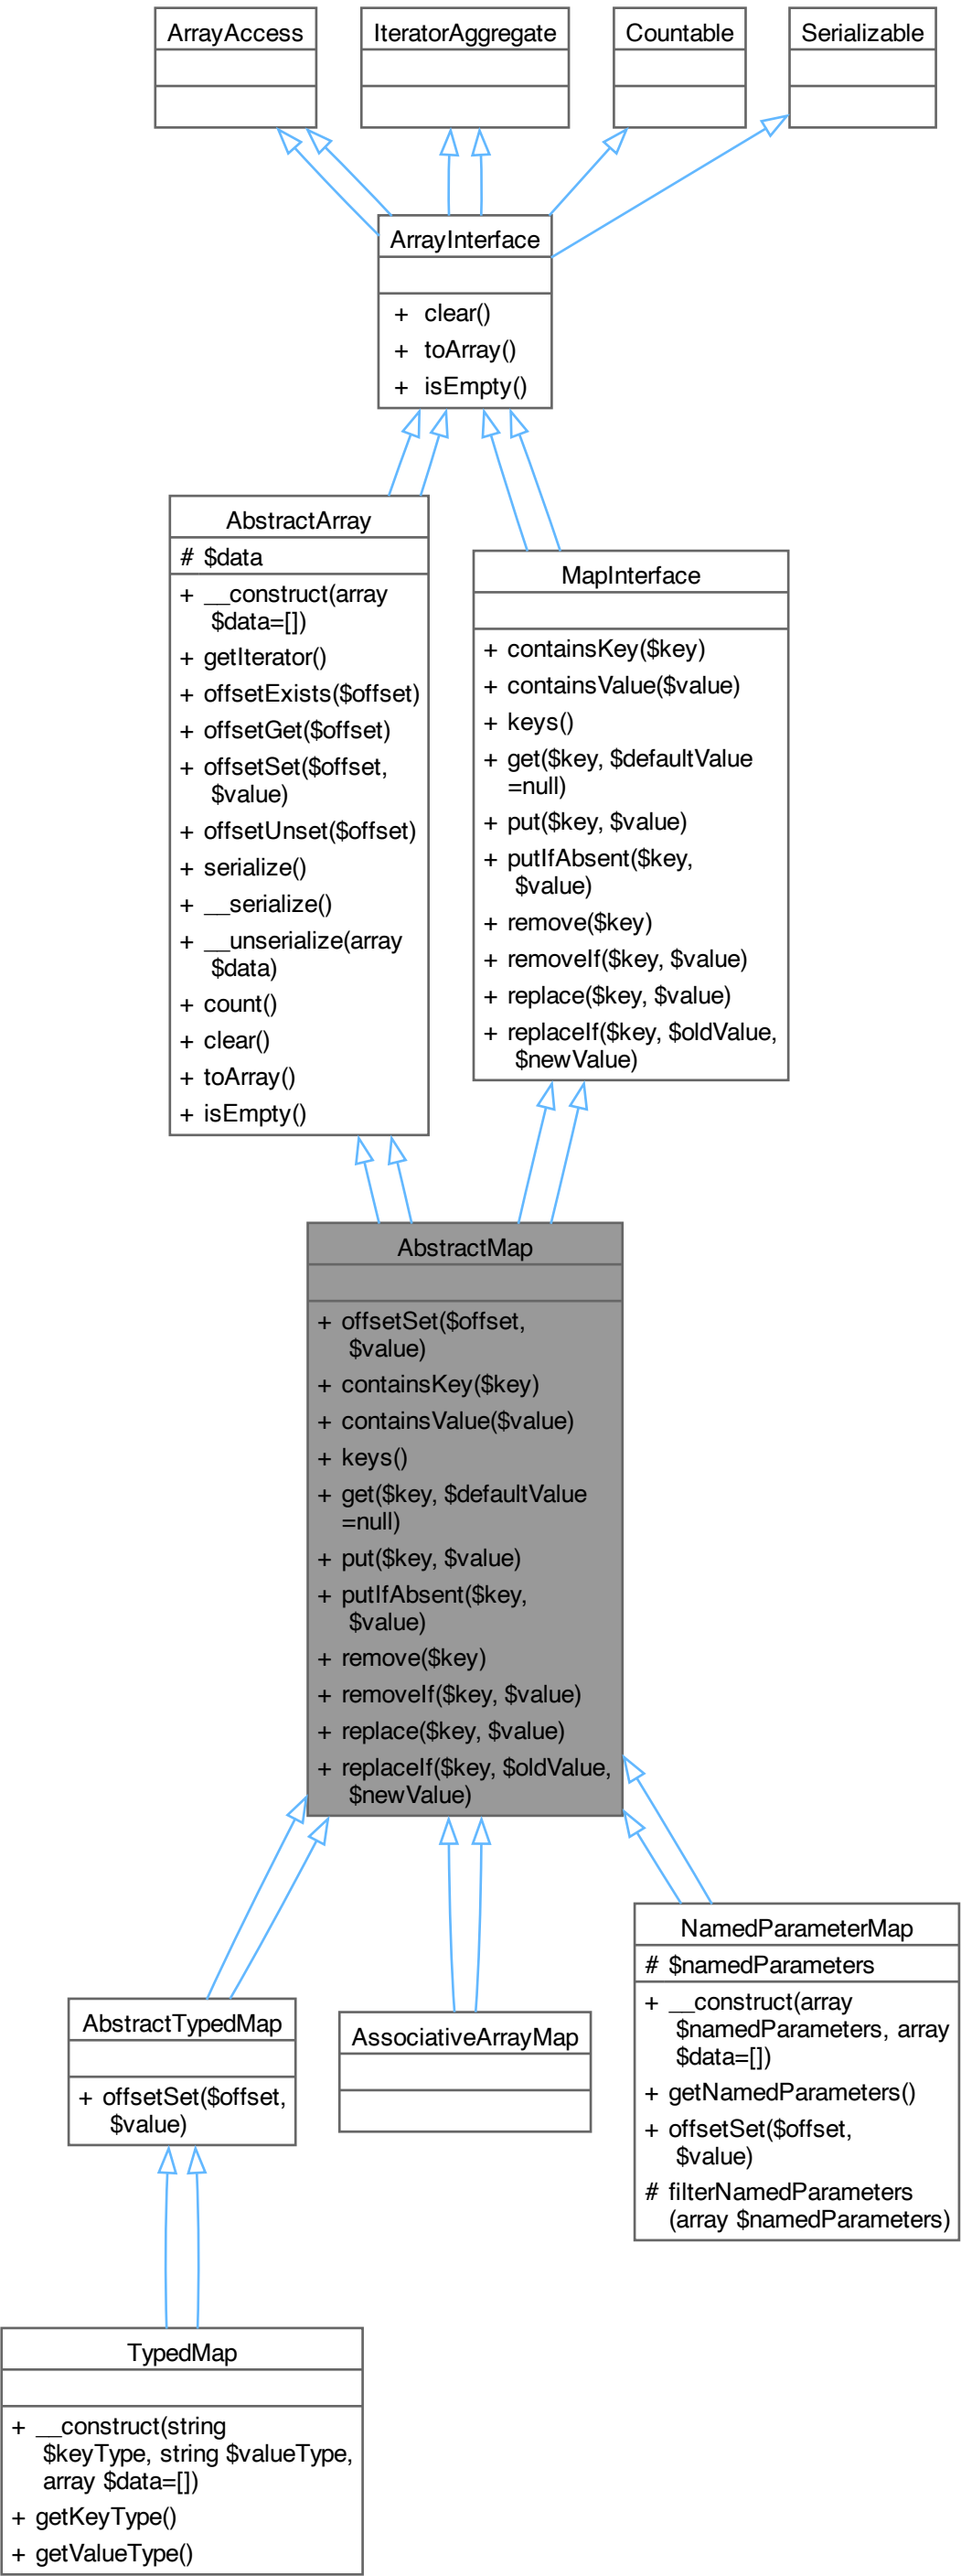 ArrayAccess
IteratorAggregate
Countable
Serializable
ArrayInterface
+ clear()
+ toArray()
+ isEmpty()
AbstractArray
# $data
+ __construct(array
$data=[])
+ getIterator()
+ offsetExists($offset)
+ offsetGet($offset)
+ offsetSet($offset,
$value)
+ offsetUnset($offset)
+ serialize()
+ __serialize()
+ __unserialize(array
$data)
+ count()
+ clear()
+ toArray()
+ isEmpty()
MapInterface
+ containsKey($key)
+ containsValue($value)
+ keys()
+ get($key, $defaultValue
=null)
+ put($key, $value)
+ putIfAbsent($key,
$value)
+ remove($key)
+ removeIf($key, $value)
+ replace($key, $value)
+ replaceIf($key, $oldValue,
$newValue)
AbstractMap
+ offsetSet($offset,
$value)
+ containsKey($key)
+ containsValue($value)
+ keys()
+ get($key, $defaultValue
=null)
+ put($key, $value)
+ putIfAbsent($key,
$value)
+ remove($key)
+ removeIf($key, $value)
+ replace($key, $value)
+ replaceIf($key, $oldValue,
$newValue)
AbstractTypedMap
+ offsetSet($offset,
$value)
AssociativeArrayMap
NamedParameterMap
# $namedParameters
+ __construct(array
$namedParameters, array
$data=[])
+ getNamedParameters()
+ offsetSet($offset,
$value)
# filterNamedParameters
(array $namedParameters)
TypedMap
+ __construct(string
$keyType, string $valueType,
array $data=[])
+ getKeyType()
+ getValueType()